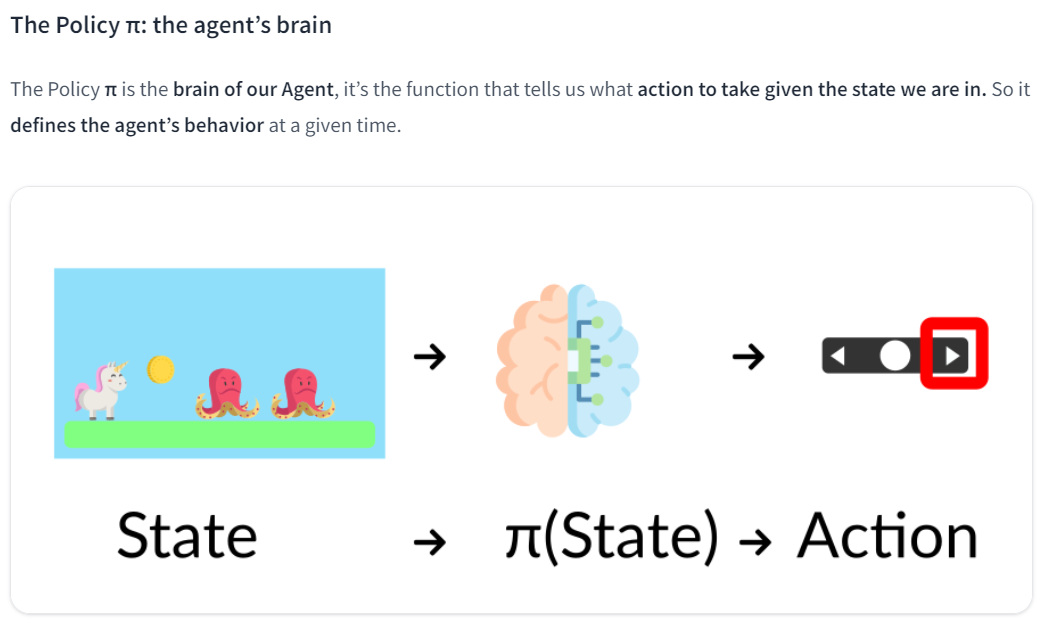 The Policy π: the agent’s brain
The Policy π is the brain of our Agent, it’s the function that tells us what action to take given the state we are in. So it
defines the agent’s behavior at a given time.
State → π(State) → Action